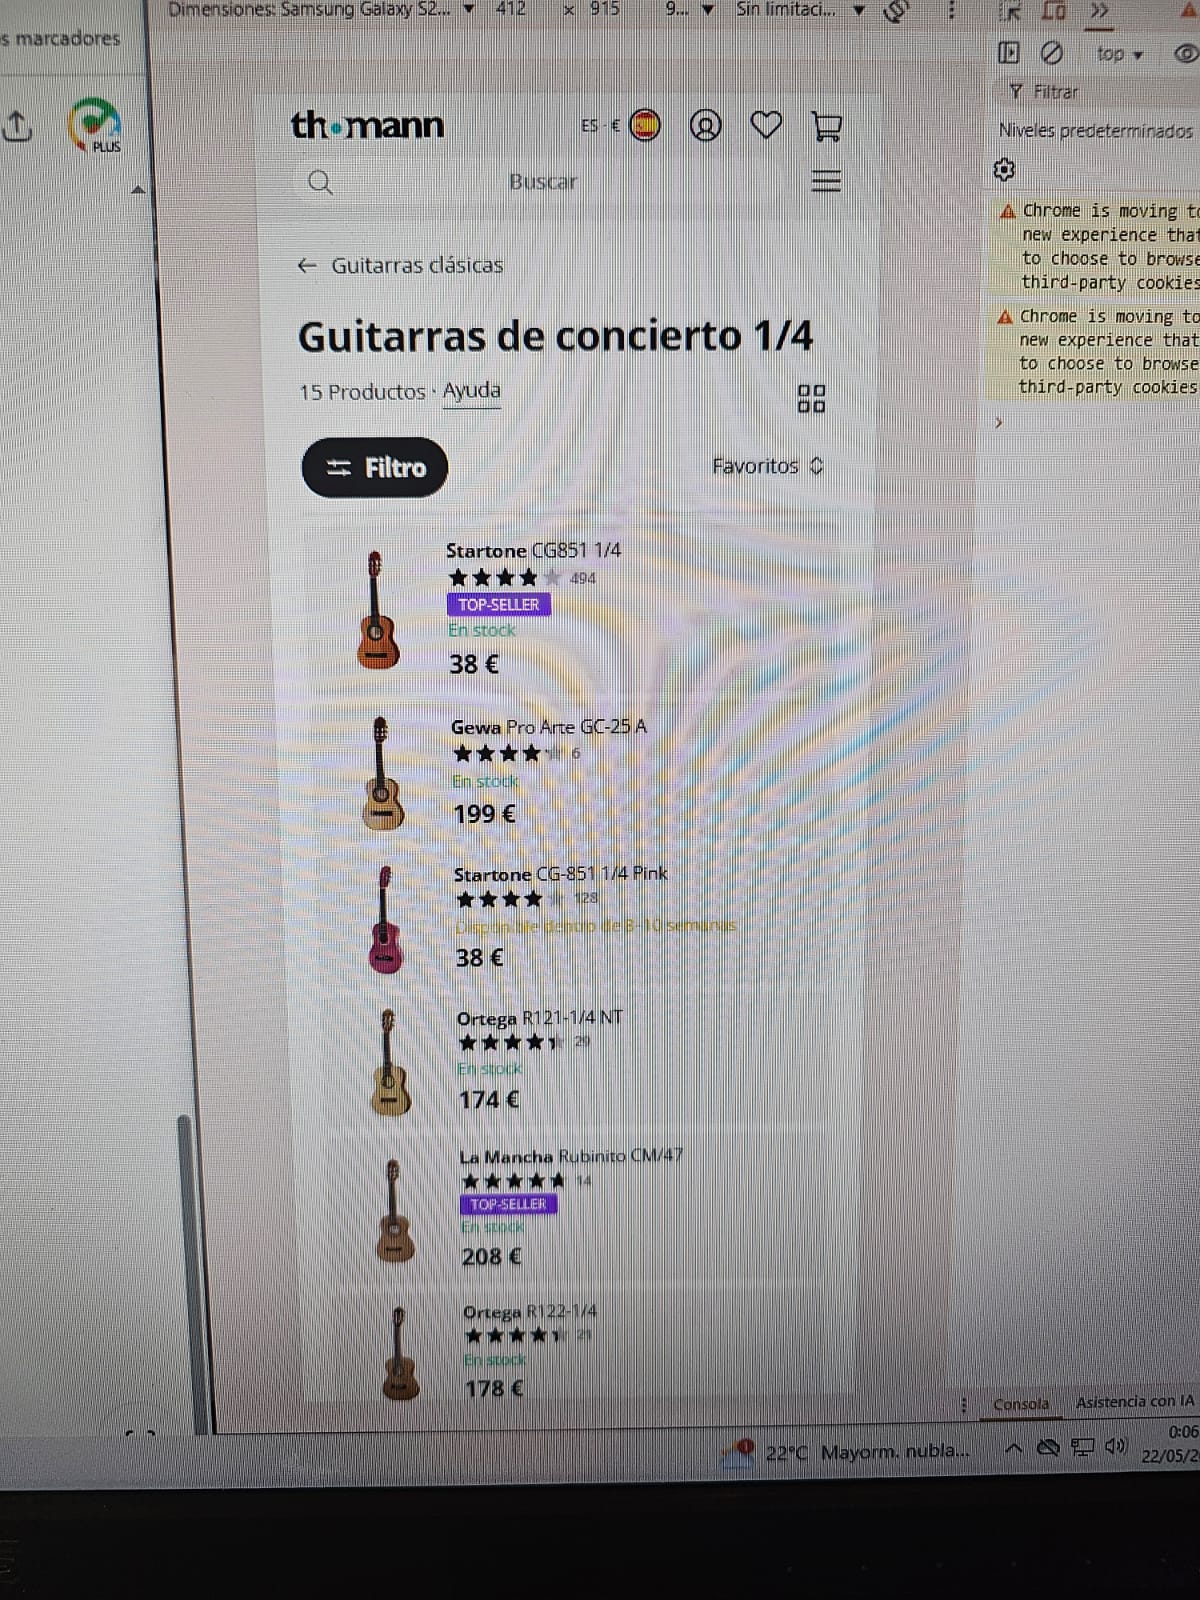 Dimensiones: Samsung Galaxy S2... ▼ 412 × 915 9... ▼ Sin limitaci... ▼
s marcadores
top ▼
Filtrar
PLUS
Niveles predeterminados
Chrome is moving to
new experience that
to choose to browse
third-party cookies
Chrome is moving to
new experience that
to choose to browse
third-party cookies
th•mann
ES · €
Buscar
← Guitarras clásicas
Guitarras de concierto 1/4
15 Productos · Ayuda
Filtro
Favoritos
Startone CG851 1/4
494
TOP-SELLER
En stock
38 €
Gewa Pro Arte GC-25 A
6
En stock
199 €
Startone CG-851 1/4 Pink
128
Disponible dentro de 8-10 semanas
38 €
Ortega R121-1/4 NT
29
En stock
174 €
La Mancha Rubinito CM/47
14
TOP-SELLER
En stock
208 €
Ortega R122-1/4
21
En stock
178 €
Consola Asistencia con IA
22°C Mayorm. nubla...
0:06
22/05/2